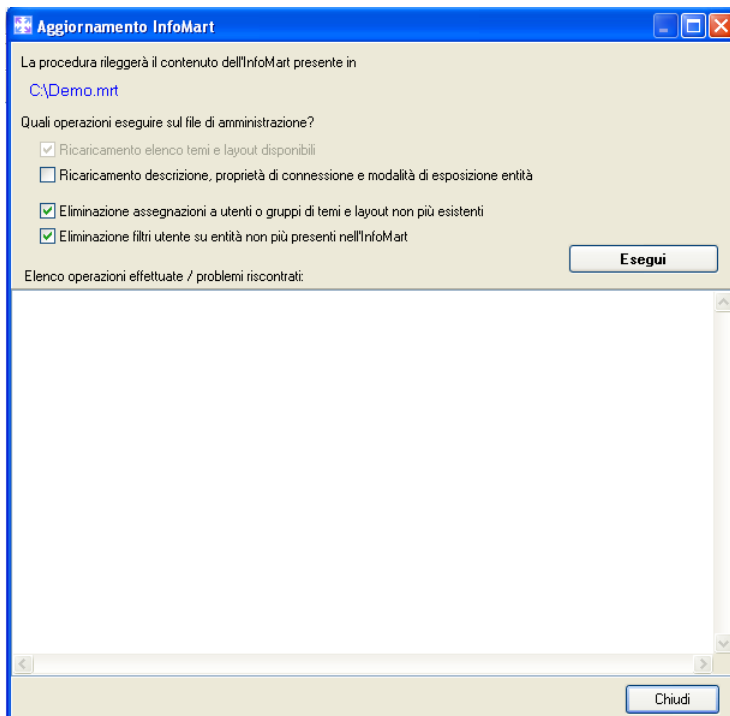 Aggiornamento InfoMart
La procedura rileggerà il contenuto dell'InfoMart presente in
C:\Demo.mrt
Quali operazioni eseguire sul file di amministrazione?
Ricaricamento elenco temi e layout disponibili
Ricaricamento descrizione, proprietà di connessione e modalità di esposizione entità
Eliminazione assegnazioni a utenti o gruppi di temi e layout non più esistenti
Eliminazione filtri utente su entità non più presenti nell'InfoMart
Esegui
Elenco operazioni effettuate / problemi riscontrati:
Chiudi